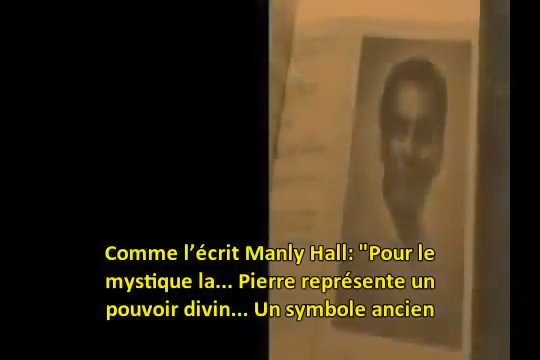 Comme l’écrit Manly Hall: "Pour le
mystique la... Pierre représente un
pouvoir divin... Un symbole ancien